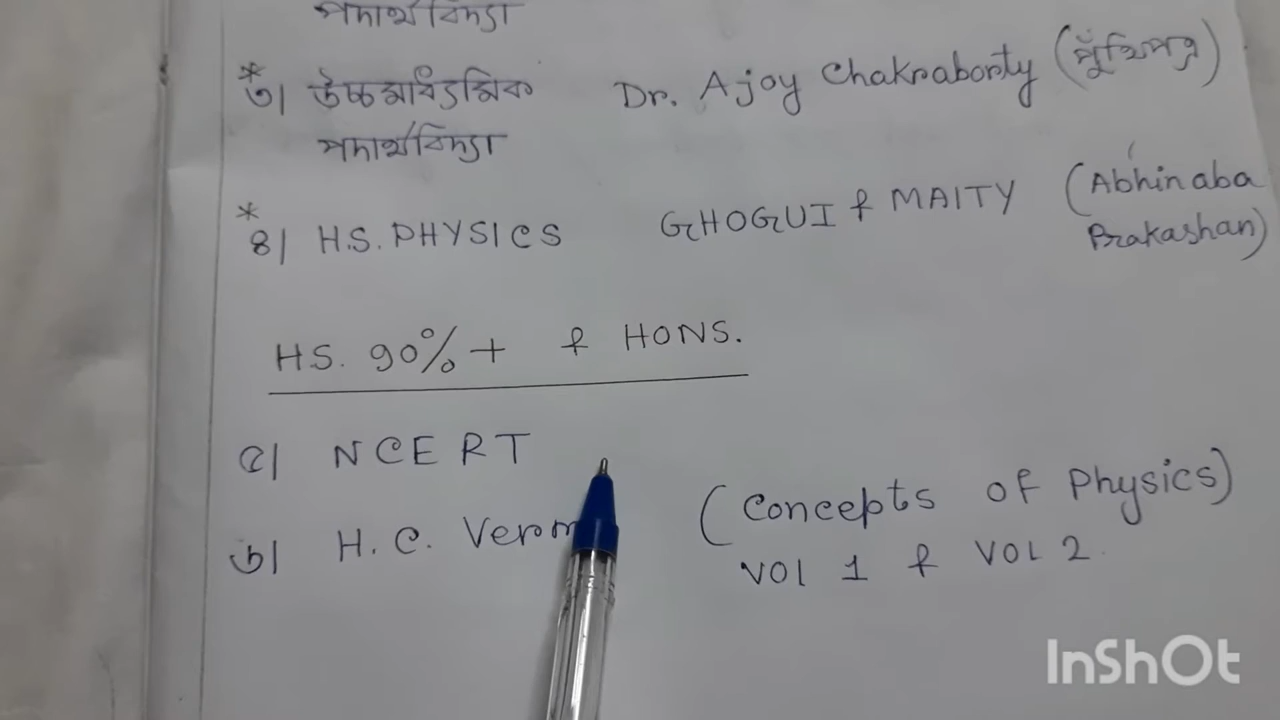 পদার্থবিদ্যা
*৩| উচ্চমাধ্যমিক Dr. Ajoy Chakraborty (পুঁথিপত্র)
পদার্থবিদ্যা
*৪| H.S. PHYSICS GHOGUI & MAITY (Abhinaba
Prakashan)
HS. 90%+ & HONS.
৫| NCERT
৬| H.C. (Concepts of Physics)
VOL 1 & VOL 2.
InShOt